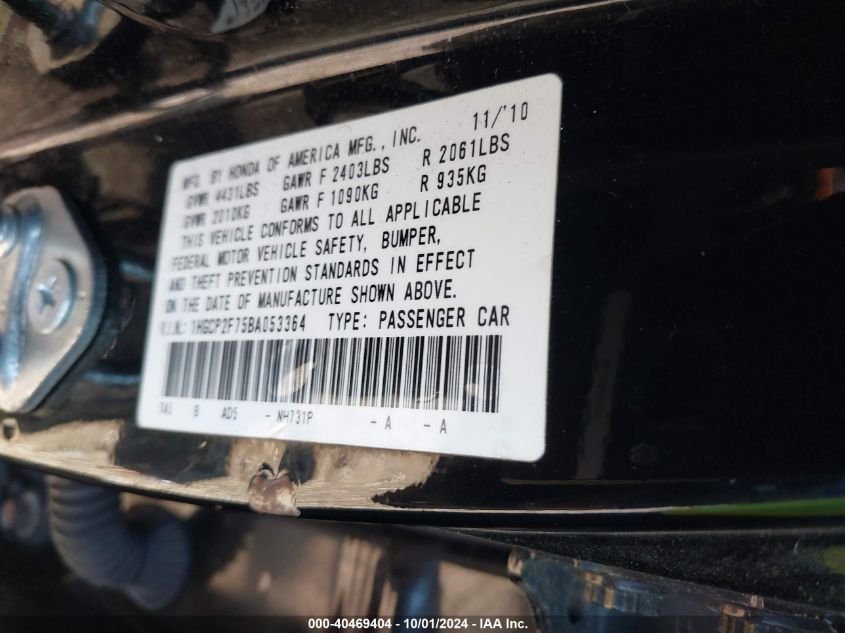 MFD. BY HONDA OF AMERICA MFG., INC. 11/'10
GVWR 4431LBS GAWR F 2403LBS R 2061LBS
GVWR 2010KG GAWR F 1090KG R 935KG
THIS VEHICLE CONFORMS TO ALL APPLICABLE
FEDERAL MOTOR VEHICLE SAFETY, BUMPER,
AND THEFT PREVENTION STANDARDS IN EFFECT
ON THE DATE OF MANUFACTURE SHOWN ABOVE.
V.I.N.: 1HGCP2F75BA053364 TYPE: PASSENGER CAR
B AD5 - NH731P - A - A
000-40469404 - 10/01/2024 - IAA Inc.